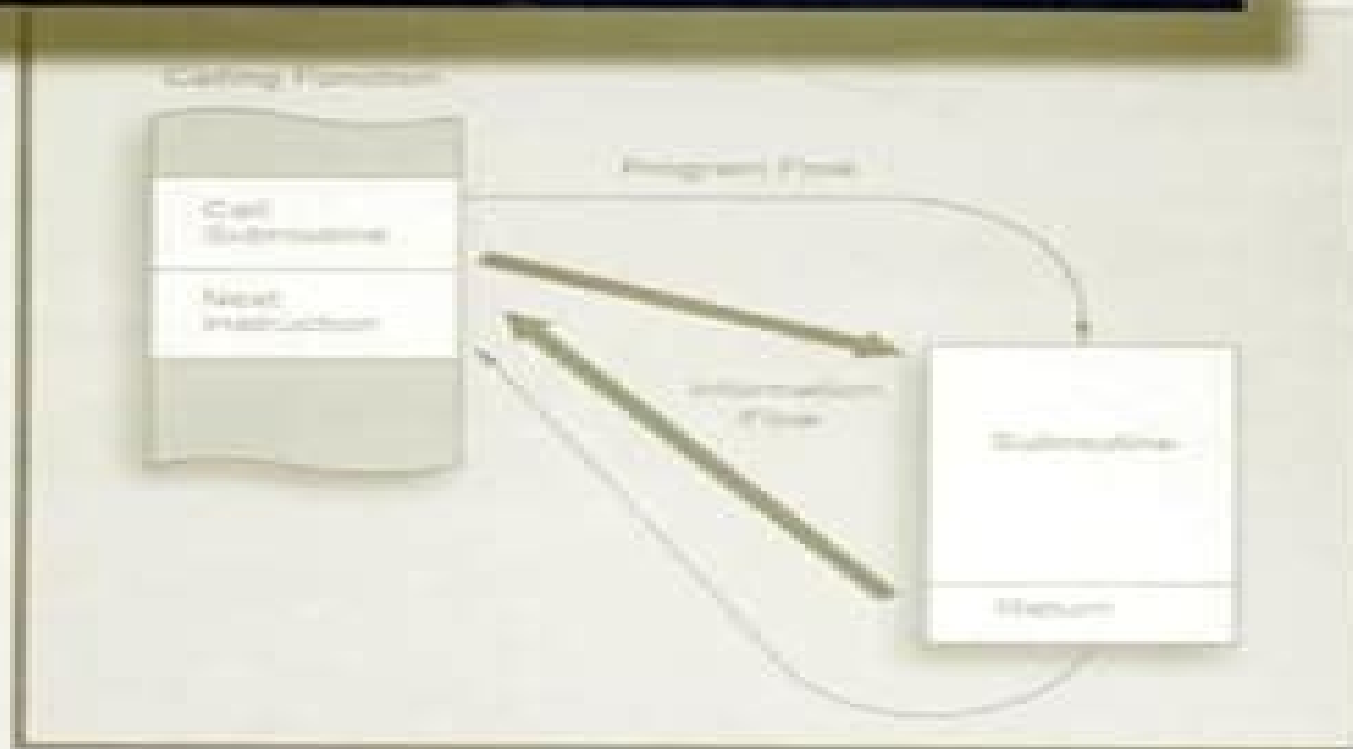 Calling Function
Program Flow
Call
Subroutine
Next
Instruction
Information
Flow
Subroutine
Return